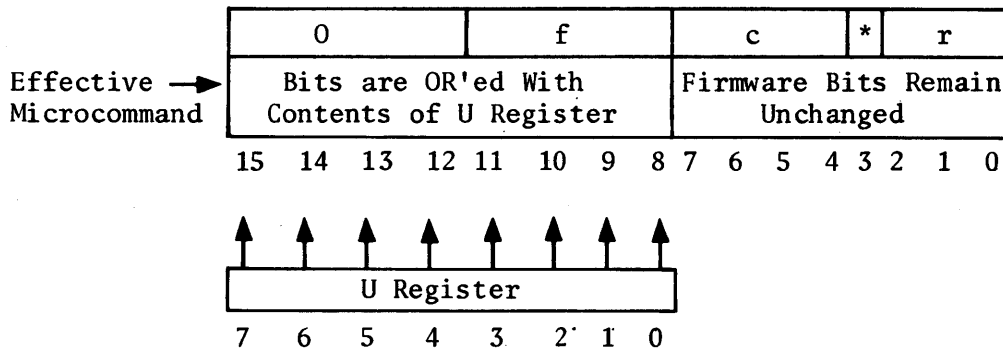 0 f c * r
Effective Bits are OR'ed With Firmware Bits Remain
Microcommand Contents of U Register Unchanged
15 14 13 12 11 10 9 8 7 6 5 4 3 2 1 0
U Register
7 6 5 4 3 2 1 0